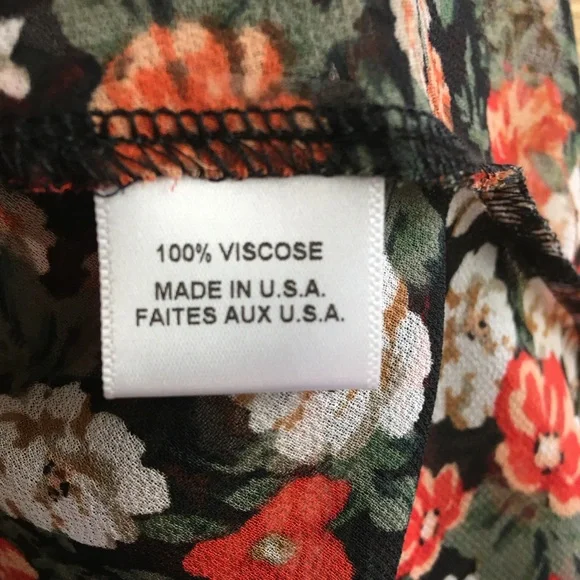 100% VISCOSE
MADE IN U.S.A.
FAITES AUX U.S.A.